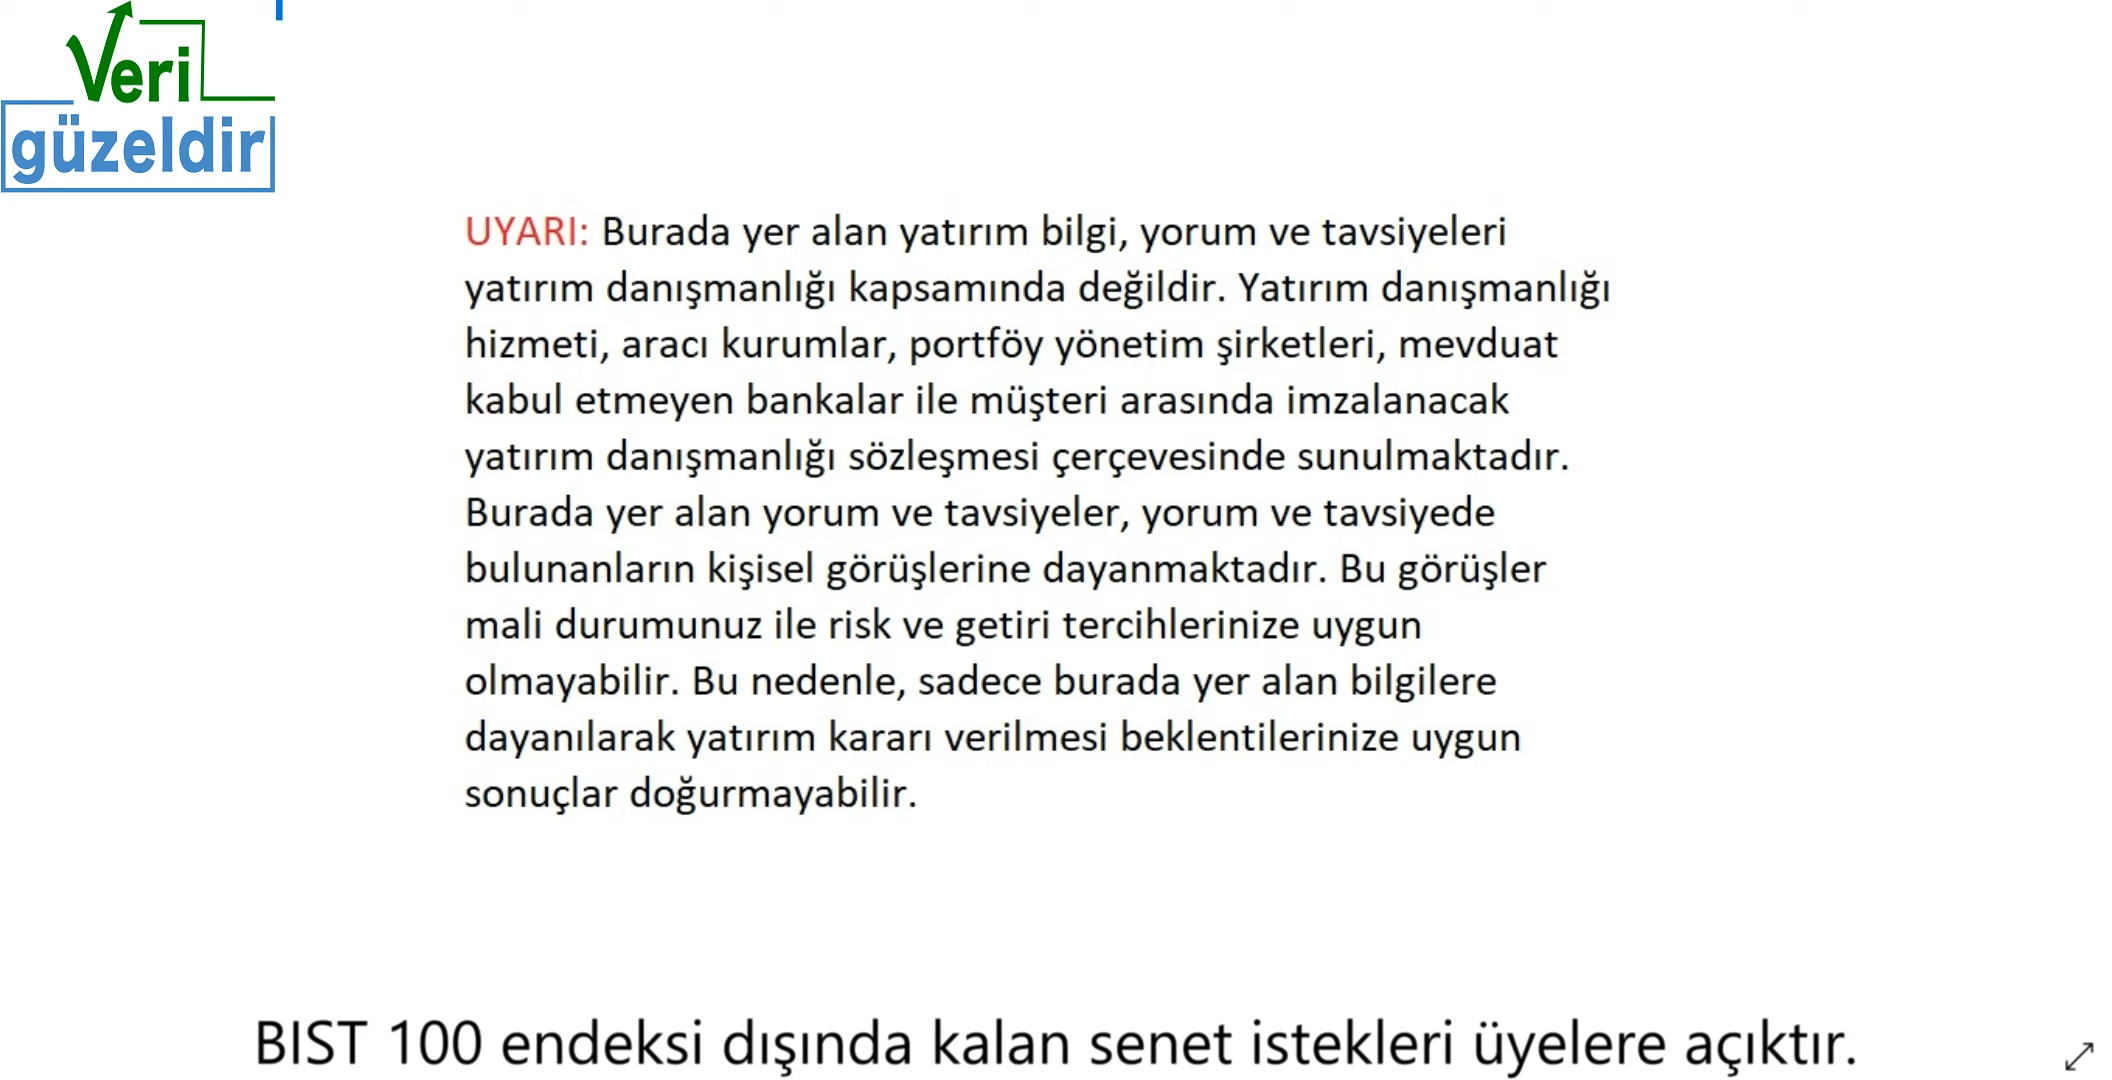 Veri
güzeldir
UYARI: Burada yer alan yatırım bilgi, yorum ve tavsiyeleri
yatırım danışmanlığı kapsamında değildir. Yatırım danışmanlığı
hizmeti, aracı kurumlar, portföy yönetim şirketleri, mevduat
kabul etmeyen bankalar ile müşteri arasında imzalanacak
yatırım danışmanlığı sözleşmesi çerçevesinde sunulmaktadır.
Burada yer alan yorum ve tavsiyeler, yorum ve tavsiyede
bulunanların kişisel görüşlerine dayanmaktadır. Bu görüşler
mali durumunuz ile risk ve getiri tercihlerinize uygun
olmayabilir. Bu nedenle, sadece burada yer alan bilgilere
dayanılarak yatırım kararı verilmesi beklentilerinize uygun
sonuçlar doğurmayabilir.
BIST 100 endeksi dışında kalan senet istekleri üyelere açıktır.